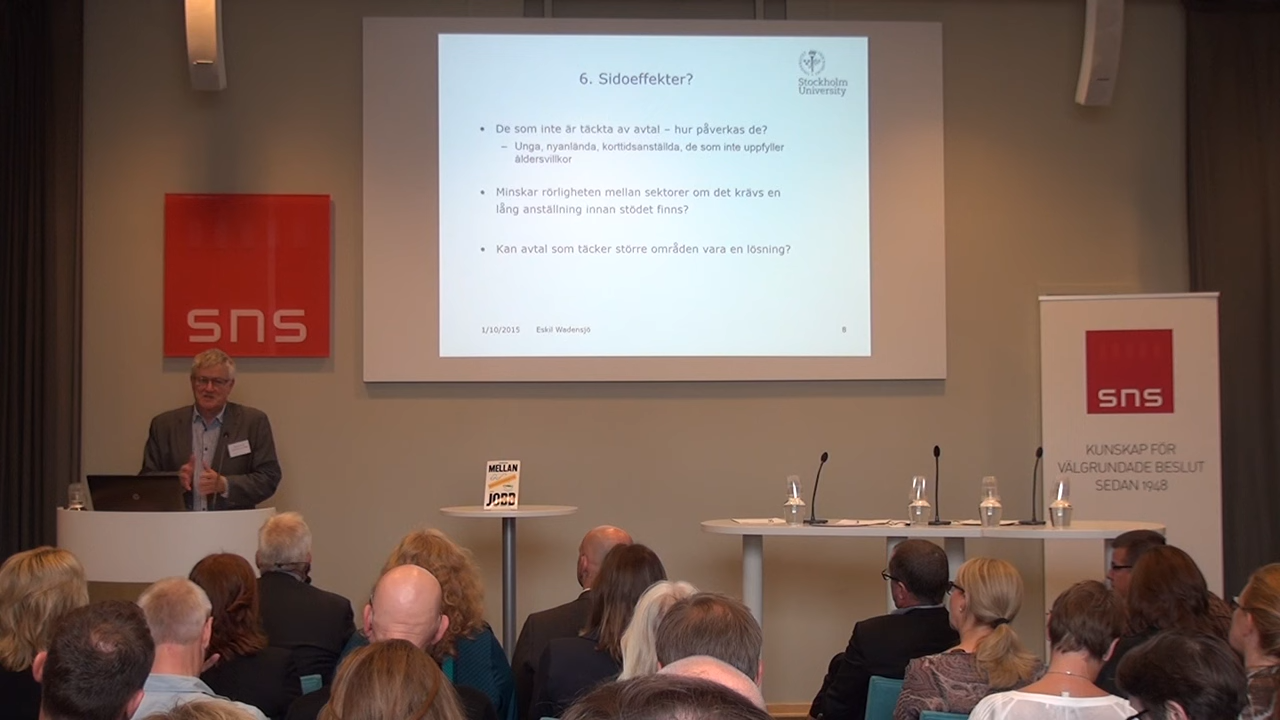 6. Sidoeffekter?
Stockholm
University
• De som inte är täckta av avtal – hur påverkas de?
– Unga, nyanlända, korttidsanställda, de som inte uppfyller
åldersvillkor
• Minskar rörligheten mellan sektorer om det krävs en
lång anställning innan stödet finns?
• Kan avtal som täcker större områden vara en lösning?
1/10/2015 Eskil Wadensjö 8
sns
sns
KUNSKAP FÖR
VÄLGRUNDADE BESLUT
SEDAN 1948
MELLAN
JOBB